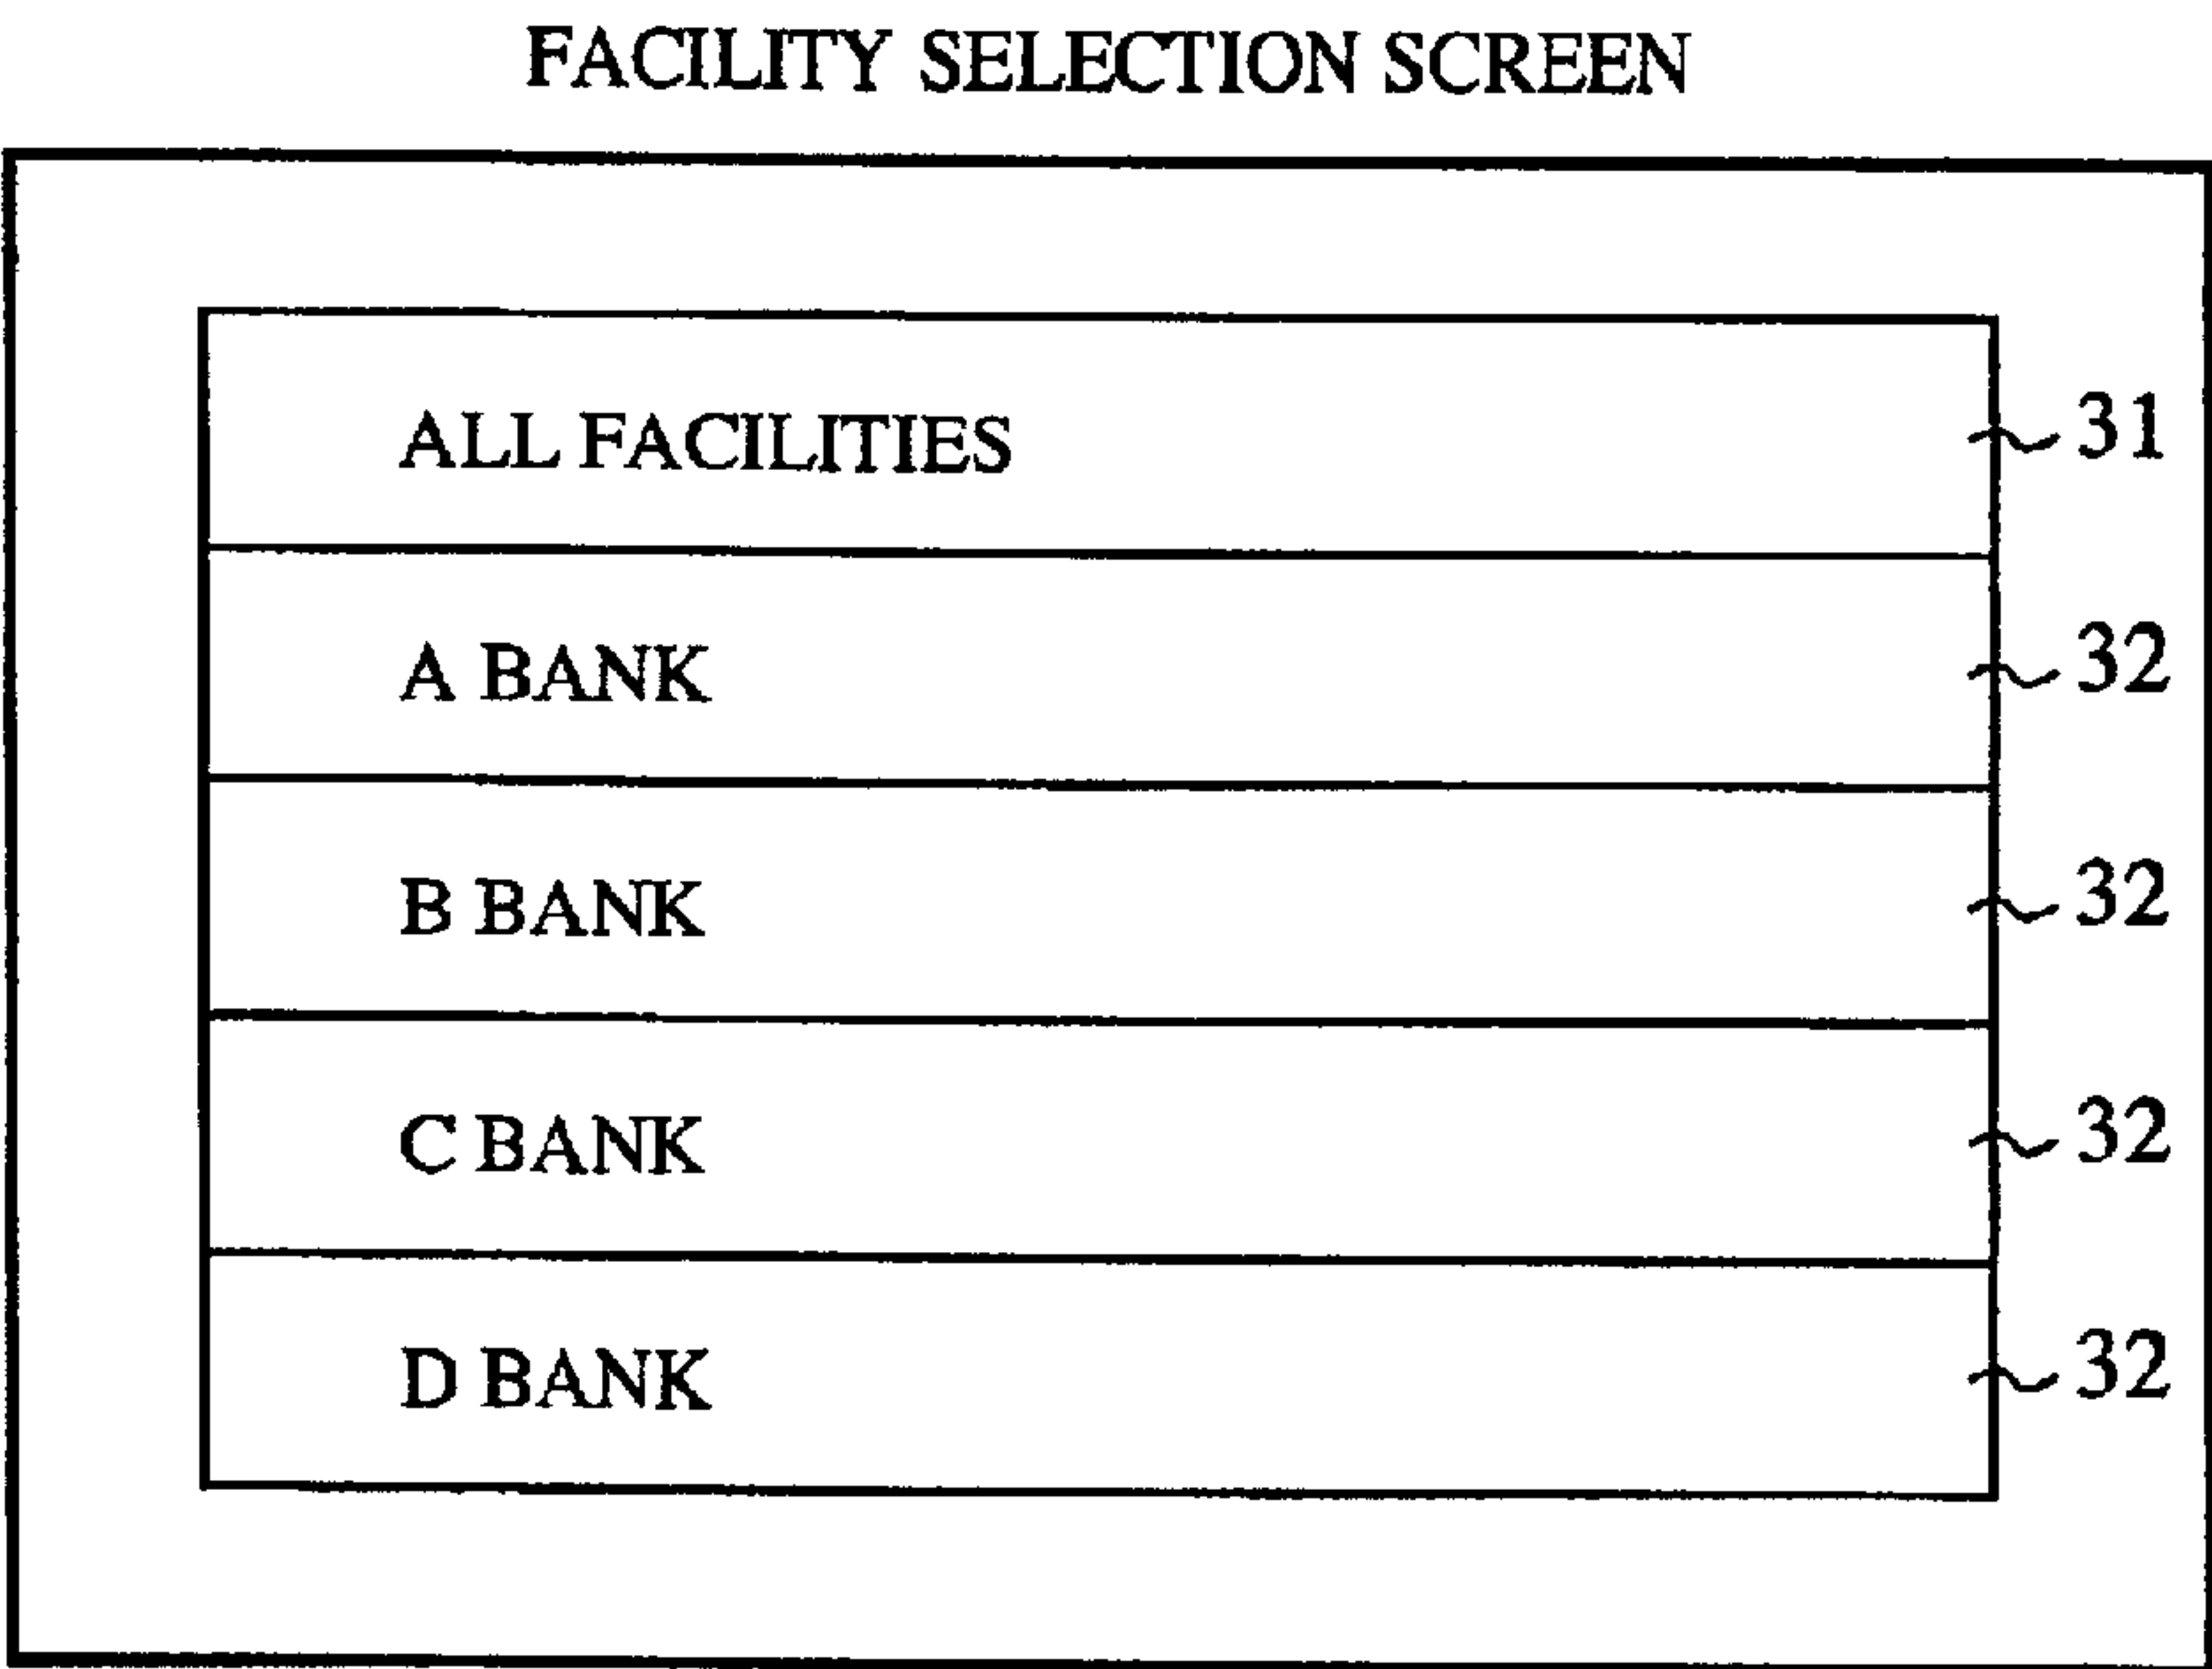 FACILITY SELECTION SCREEN
ALL FACILITIES 31
A BANK 32
B BANK 32
C BANK 32
D BANK 32